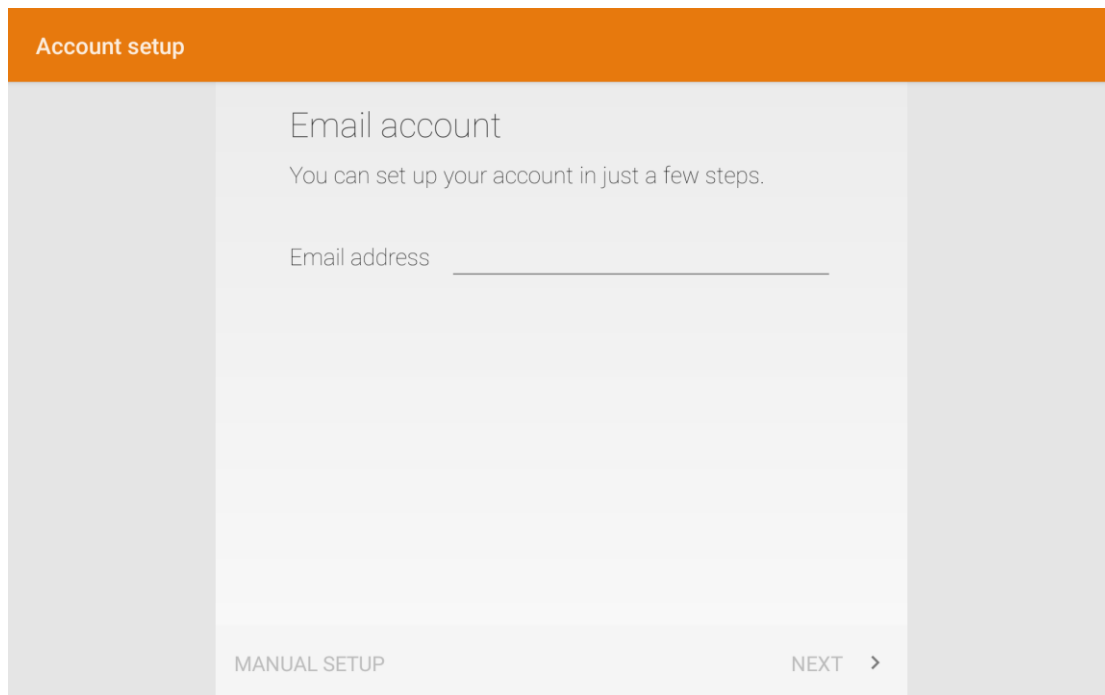 Account setup
Email account
You can set up your account in just a few steps.
Email address
MANUAL SETUP NEXT